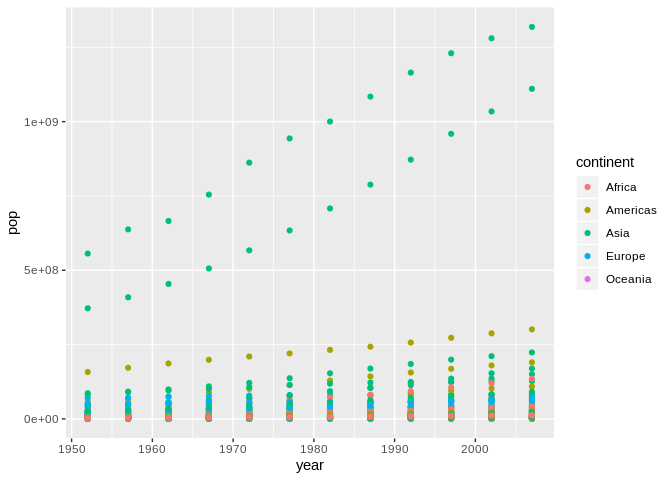 1e+09
5e+08
0e+00
pop
1950 1960 1970 1980 1990 2000
year
continent
Africa
Americas
Asia
Europe
Oceania